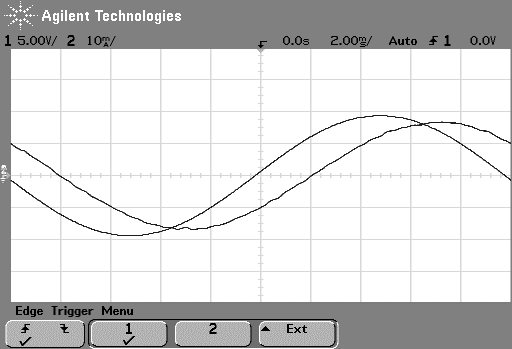 Agilent Technologies
1 5.00V/ 2 10mA/ 0.0s 2.00ms/ Auto 1 0.0V
Edge Trigger Menu
1 2 Ext